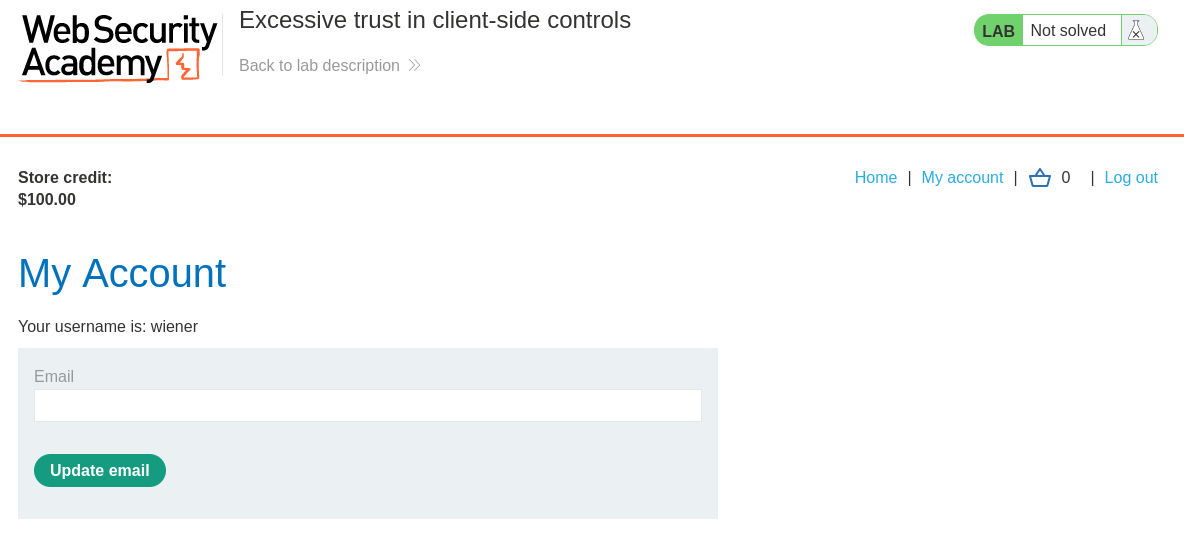 Web Security
Academy
Excessive trust in client-side controls
Back to lab description
LAB Not solved
Store credit:
$100.00
Home | My account | 0 | Log out
My Account
Your username is: wiener
Email
Update email